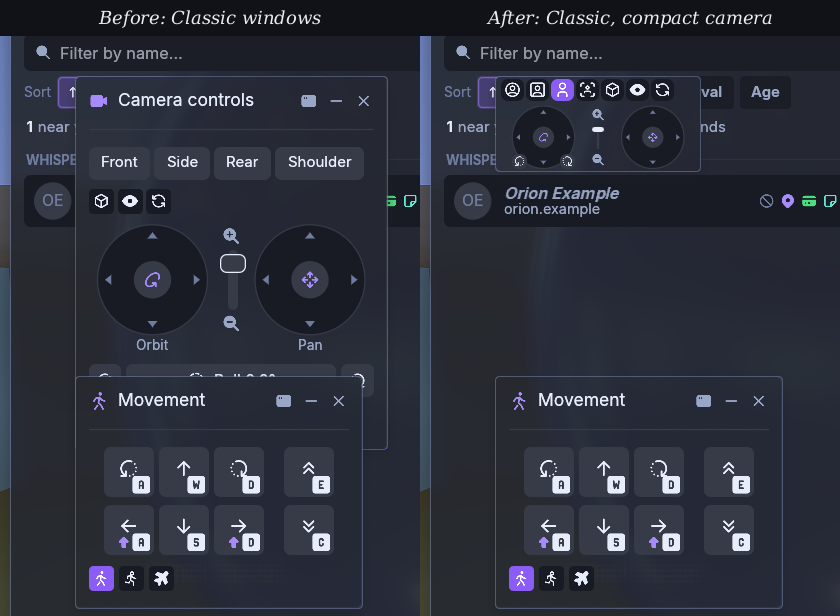 Before: Classic windows
Filter by name...
Sort
Camera controls
1 near
WHISPE
Front Side Rear Shoulder
OE
Orbit Pan
Movement
A W D E
A S D C
After: Classic, compact camera
Filter by name...
Sort val Age
1 near nds
WHISPE
OE Orion Example
orion.example
Movement
A W D E
A S D C